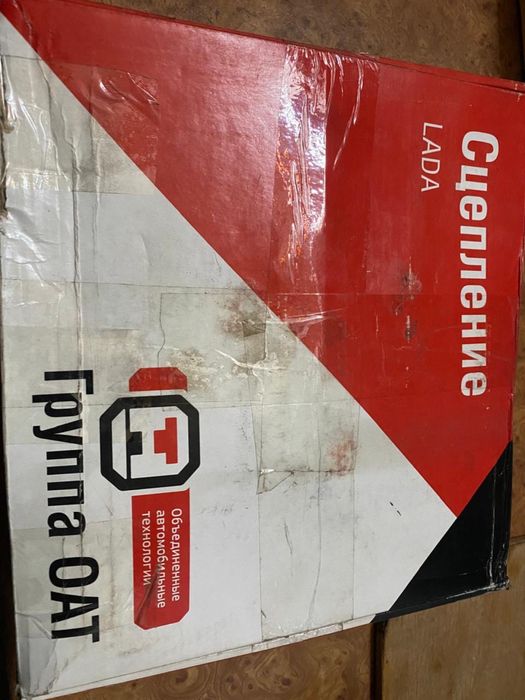 Сцепление
LADA
Объединенные
автомобильные
технологии
Группа ОАТ